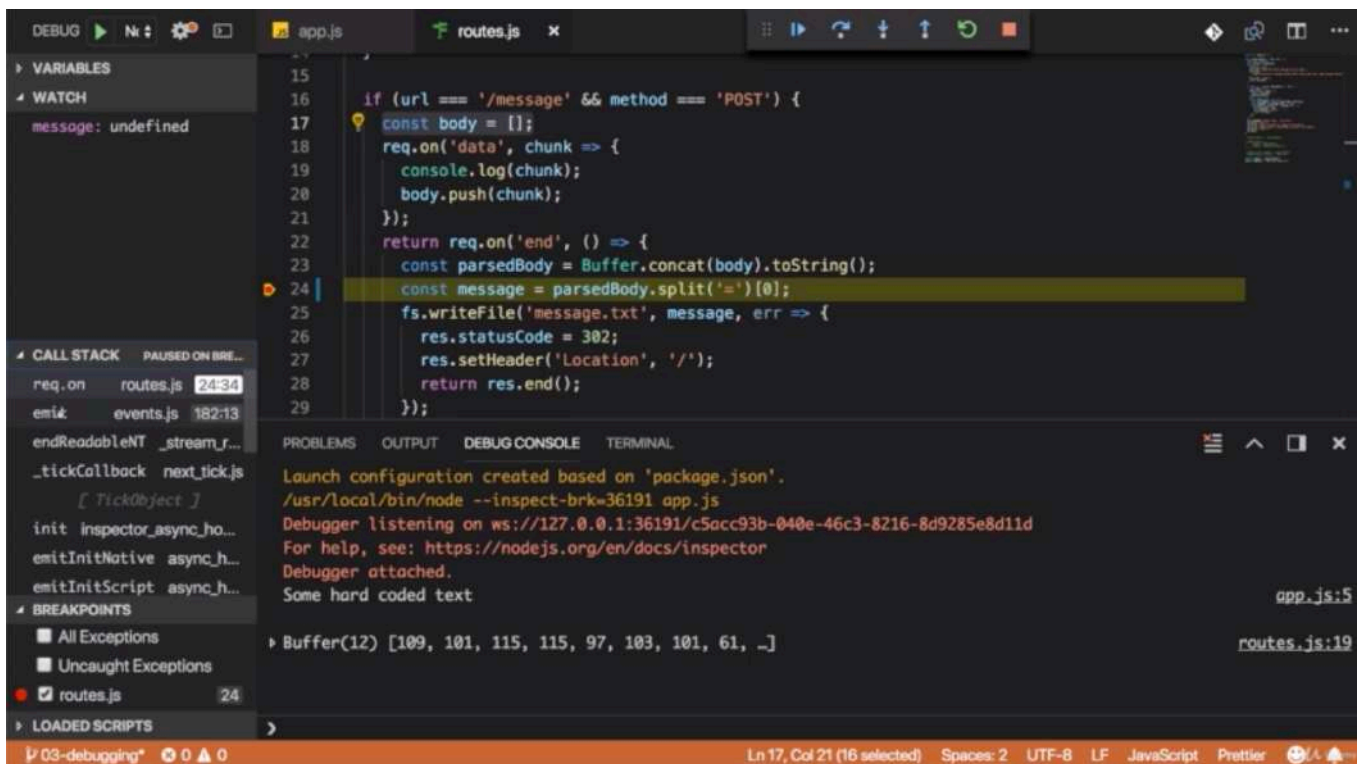 DEBUG
app.js
routes.js
VARIABLES
WATCH
message: undefined
15
16 if (url === '/message' && method === 'POST') {
17 const body = [];
18 req.on('data', chunk => {
19 console.log(chunk);
20 body.push(chunk);
21 });
22 return req.on('end', () => {
23 const parsedBody = Buffer.concat(body).toString();
24 const message = parsedBody.split('=')[0];
25 fs.writeFile('message.txt', message, err => {
26 res.statusCode = 302;
27 res.setHeader('Location', '/');
28 return res.end();
29 });
CALL STACK PAUSED ON BRE...
req.on routes.js 24:34
emit events.js 182:13
endReadableNT _stream_r...
_tickCallback next_tick.js
[ TickObject ]
init inspector_async_ho...
emitInitNative async_h...
emitInitScript async_h...
BREAKPOINTS
All Exceptions
Uncaught Exceptions
routes.js 24
LOADED SCRIPTS
PROBLEMS OUTPUT DEBUG CONSOLE TERMINAL
Launch configuration created based on 'package.json'.
/usr/local/bin/node --inspect-brk=36191 app.js
Debugger listening on ws://127.0.0.1:36191/c5acc93b-040e-46c3-8216-8d9285e8d11d
For help, see: https://nodejs.org/en/docs/inspector
Debugger attached.
Some hard coded text app.js:5
Buffer(12) [109, 101, 115, 115, 97, 103, 101, 61, …] routes.js:19
03-debugging* 0 0 Ln 17, Col 21 (16 selected) Spaces: 2 UTF-8 LF JavaScript Prettier